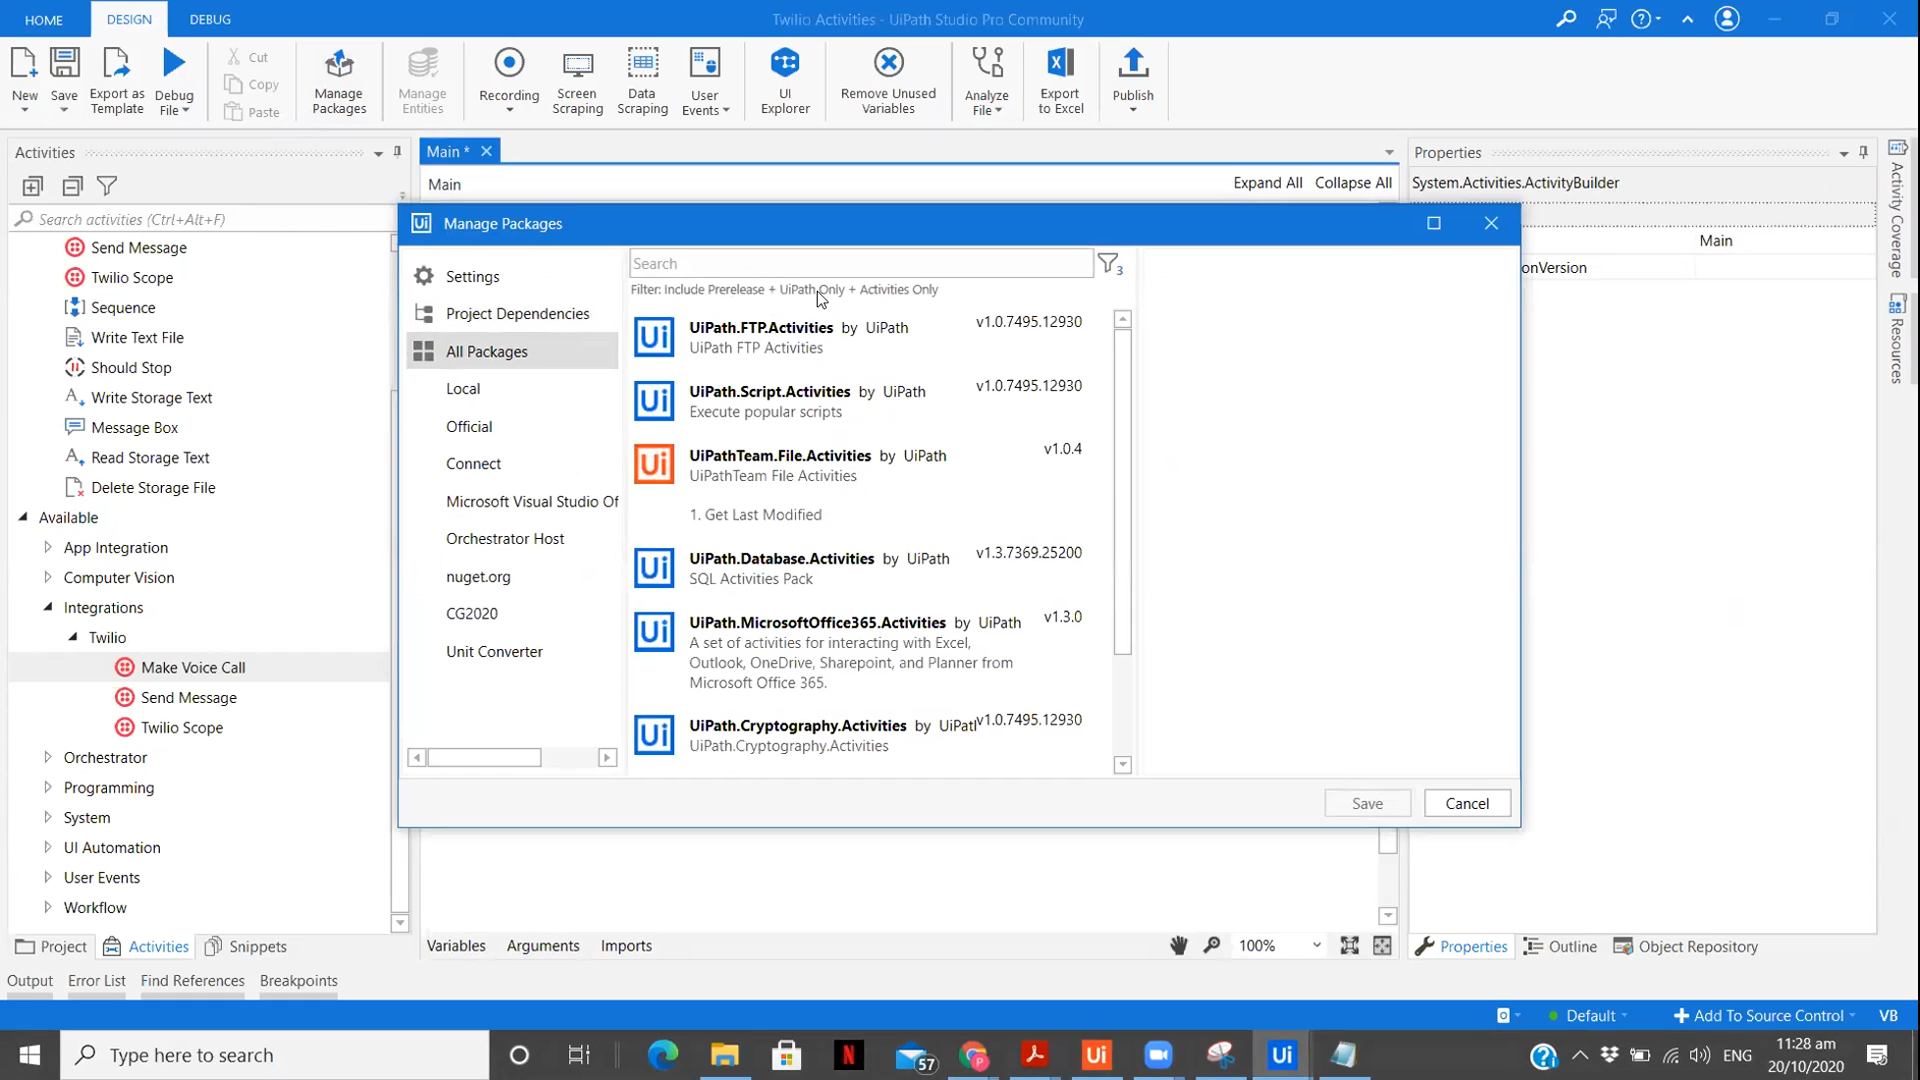 HOME
DESIGN
DEBUG
Twilio Activities - UiPath Studio Pro Community
New
Save
Export as
Template
Debug
File
Cut
Copy
Paste
Manage
Packages
Manage
Entities
Recording
Screen
Scraping
Data
Scraping
User
Events
UI
Explorer
Remove Unused
Variables
Analyze
File
Export
to Excel
Publish
Activities
Search activities (Ctrl+Alt+F)
Send Message
Twilio Scope
Sequence
Write Text File
Should Stop
Write Storage Text
Message Box
Read Storage Text
Delete Storage File
Available
App Integration
Computer Vision
Integrations
Twilio
Make Voice Call
Send Message
Twilio Scope
Orchestrator
Programming
System
UI Automation
User Events
Workflow
Project
Activities
Snippets
Main *
Main
Expand All
Collapse All
Ui Manage Packages
Settings
Project Dependencies
All Packages
Local
Official
Connect
Microsoft Visual Studio Of
Orchestrator Host
nuget.org
CG2020
Unit Converter
Search
3
Filter: Include Prerelease + UiPath Only + Activities Only
Ui UiPath.FTP.Activities by UiPath v1.0.7495.12930
UiPath FTP Activities
Ui UiPath.Script.Activities by UiPath v1.0.7495.12930
Execute popular scripts
Ui UiPathTeam.File.Activities by UiPath v1.0.4
UiPathTeam File Activities
1. Get Last Modified
Ui UiPath.Database.Activities by UiPath v1.3.7369.25200
SQL Activities Pack
Ui UiPath.MicrosoftOffice365.Activities by UiPath v1.3.0
A set of activities for interacting with Excel,
Outlook, OneDrive, Sharepoint, and Planner from
Microsoft Office 365.
Ui UiPath.Cryptography.Activities by UiPatl v1.0.7495.12930
UiPath.Cryptography.Activities
Save
Cancel
Properties
System.Activities.ActivityBuilder
Main
onVersion
Activity Coverage
Resources
Variables
Arguments
Imports
100%
Properties
Outline
Object Repository
Output
Error List
Find References
Breakpoints
Default
Add To Source Control
VB
Type here to search
N
57
P
Ui
Ui
ENG
11:28 am
20/10/2020